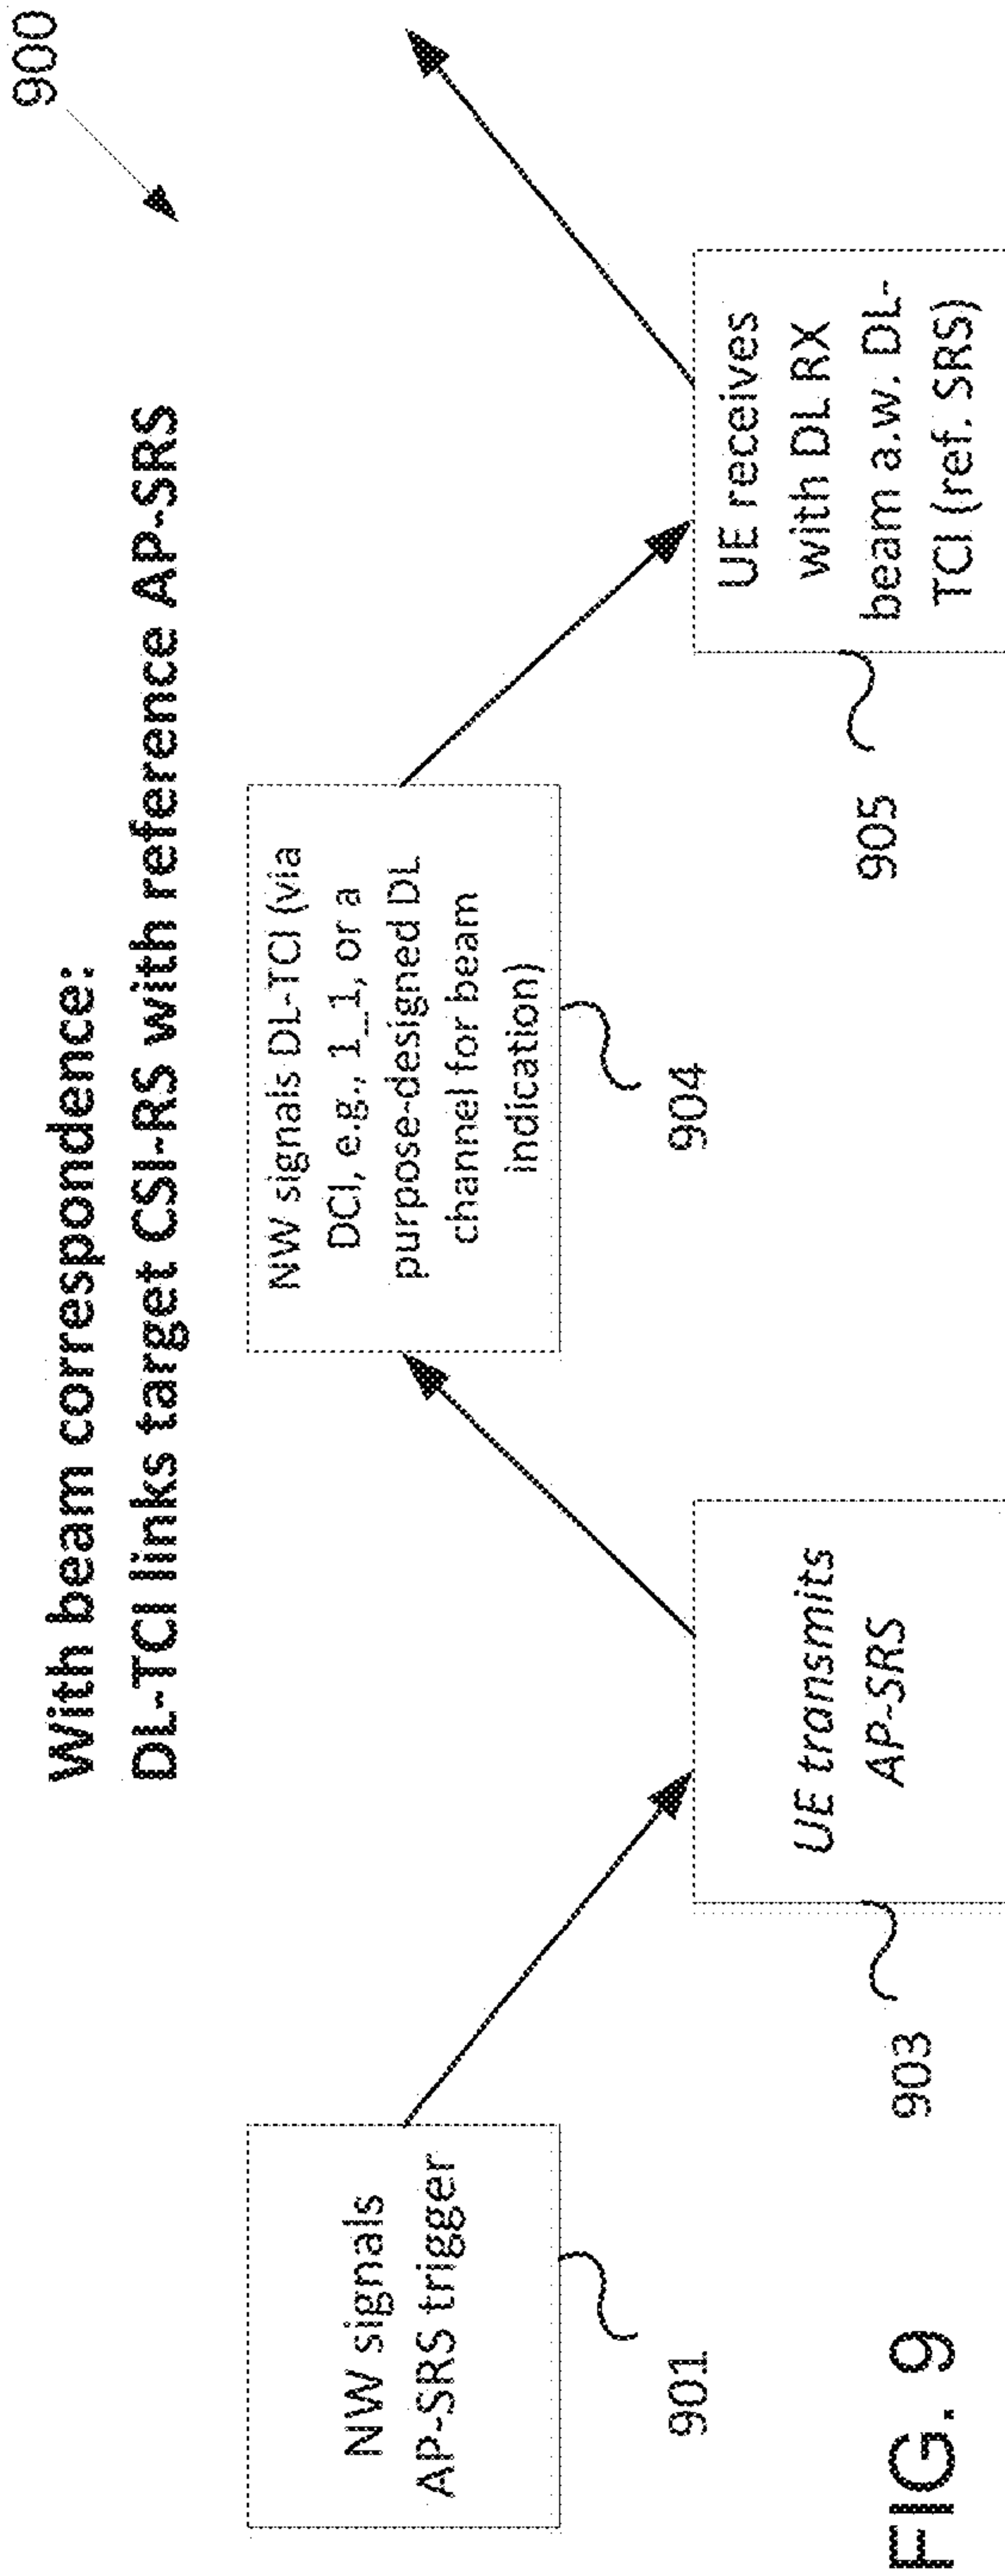 900
With beam correspondence:
DL-TCI links target CSI-RS with reference AP-SRS
NW signals
AP-SRS trigger
901
UE transmits
AP-SRS
903
NW signals DL-TCI (via
DCI, e.g., 1_1, or a
purpose-designed DL
channel for beam
indication)
904
UE receives
with DL RX
beam a.w. DL-
TCI (ref. SRS)
905
FIG. 9